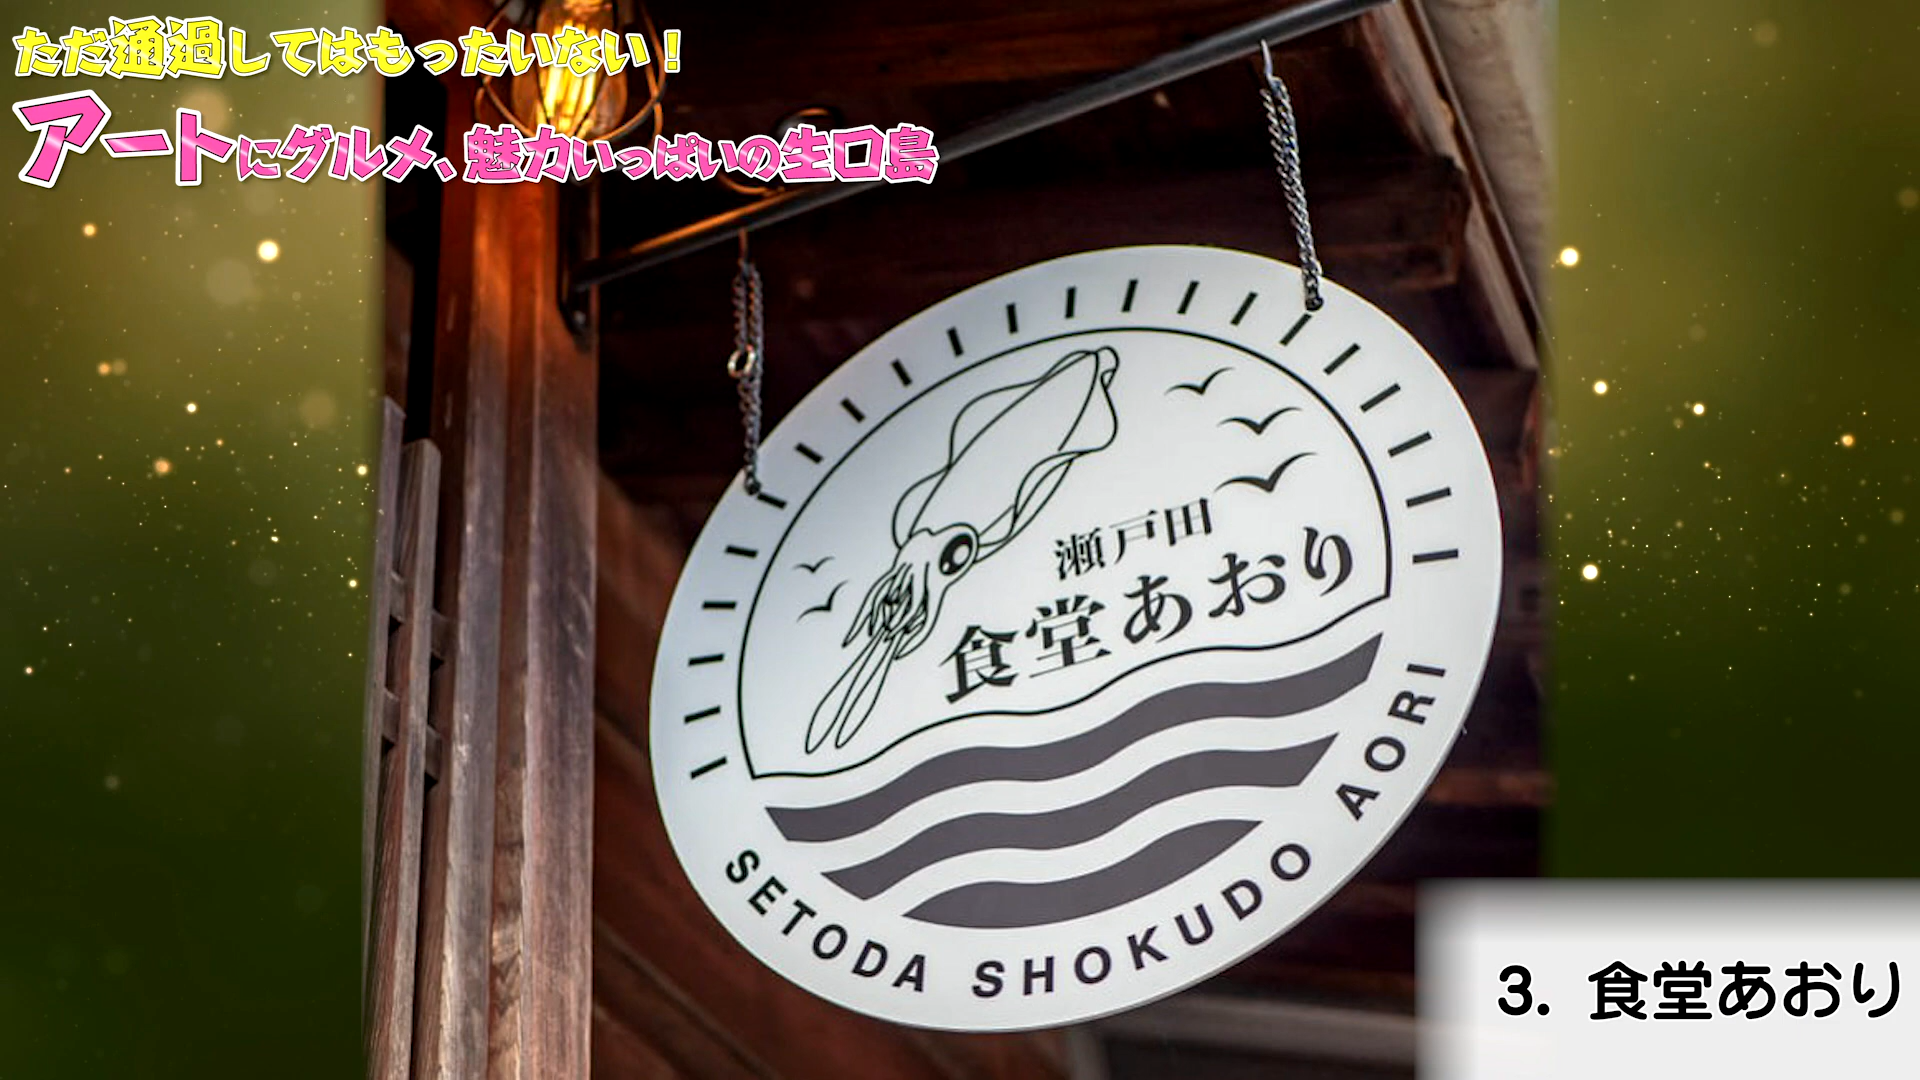 ただ通過してはもったいない！
アートにグルメ、魅力いっぱいの生口島
瀬戸田
食堂あおり
SETODA SHOKUDO AORI
3. 食堂あおり